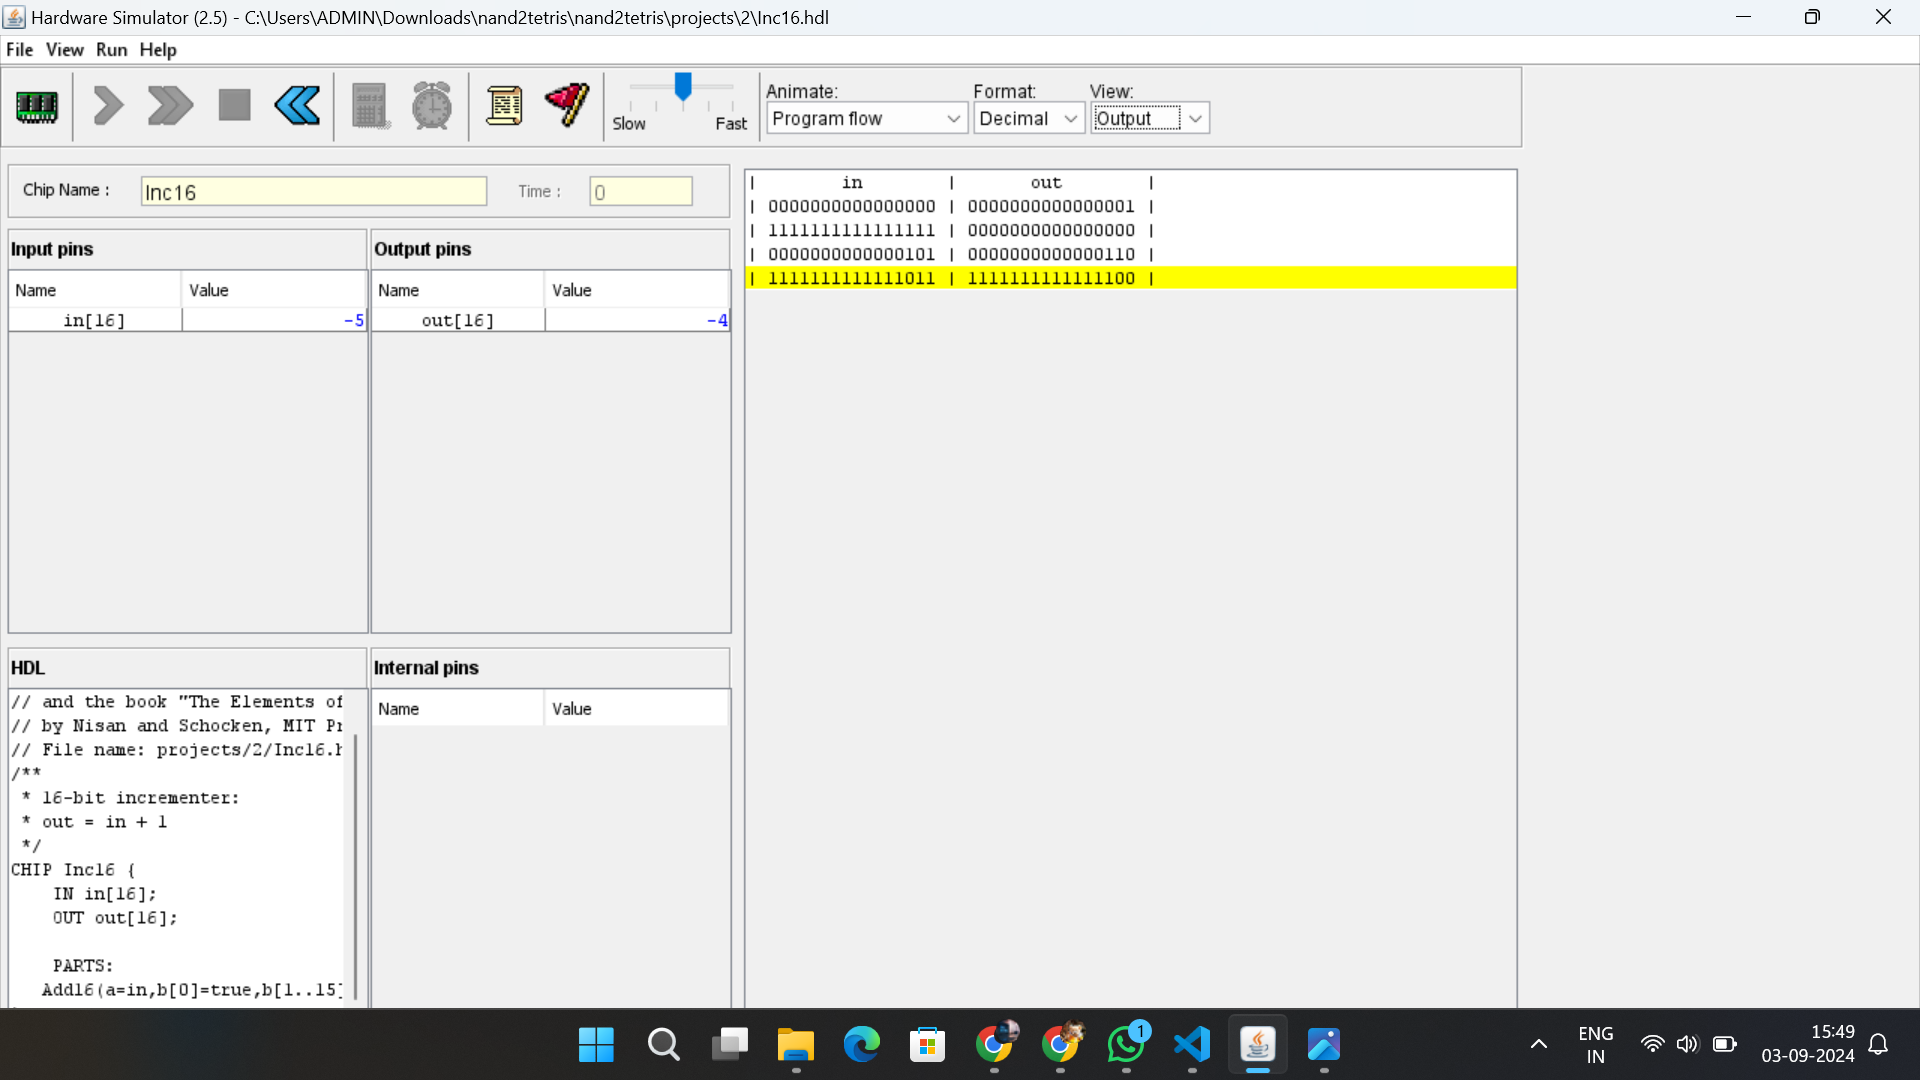 Hardware Simulator (2.5) - C:\Users\ADMIN\Downloads\nand2tetris\nand2tetris\projects\2\Inc16.hdl
File View Run Help
Slow Fast
Animate: Format: View:
Program flow Decimal Output
Chip Name : Inc16 Time : 0
Input pins Output pins
Name Value Name Value
in[16] -5 out[16] -4
| in | out |
| 0000000000000000 | 0000000000000001 |
| 1111111111111111 | 0000000000000000 |
| 0000000000000101 | 0000000000000110 |
| 1111111111111011 | 1111111111111100 |
HDL Internal pins
Name Value
// and the book "The Elements of
// by Nisan and Schocken, MIT Pr
// File name: projects/2/Inc16.h
/**
* 16-bit incrementer:
* out = in + 1
*/
CHIP Inc16 {
IN in[16];
OUT out[16];
PARTS:
Add16(a=in,b[0]=true,b[1..15]
1
ENG
IN
15:49
03-09-2024